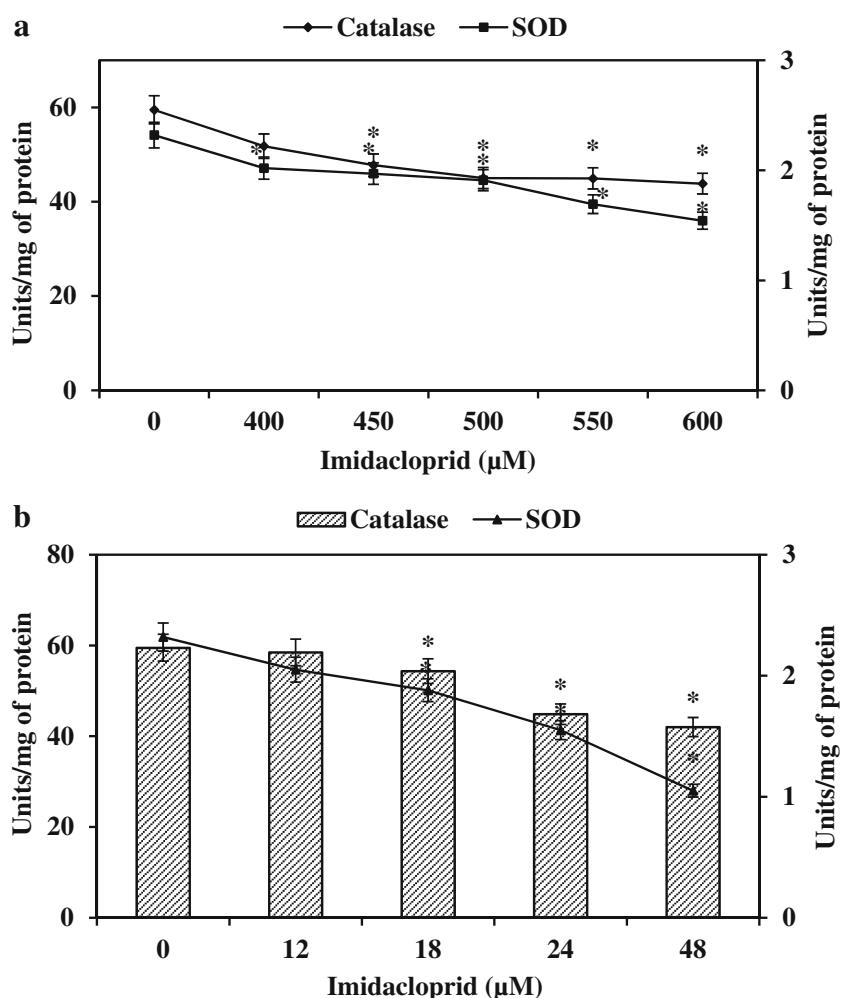 a
Catalase SOD
Units/mg of protein
60
40
20
0
3
2
1
0
Units/mg of protein
* * * * * * * * *
0 400 450 500 550 600
Imidacloprid (µM)
b
Catalase SOD
Units/mg of protein
80
60
40
20
0
3
2
1
0
Units/mg of protein
* * * * * *
0 12 18 24 48
Imidacloprid (µM)